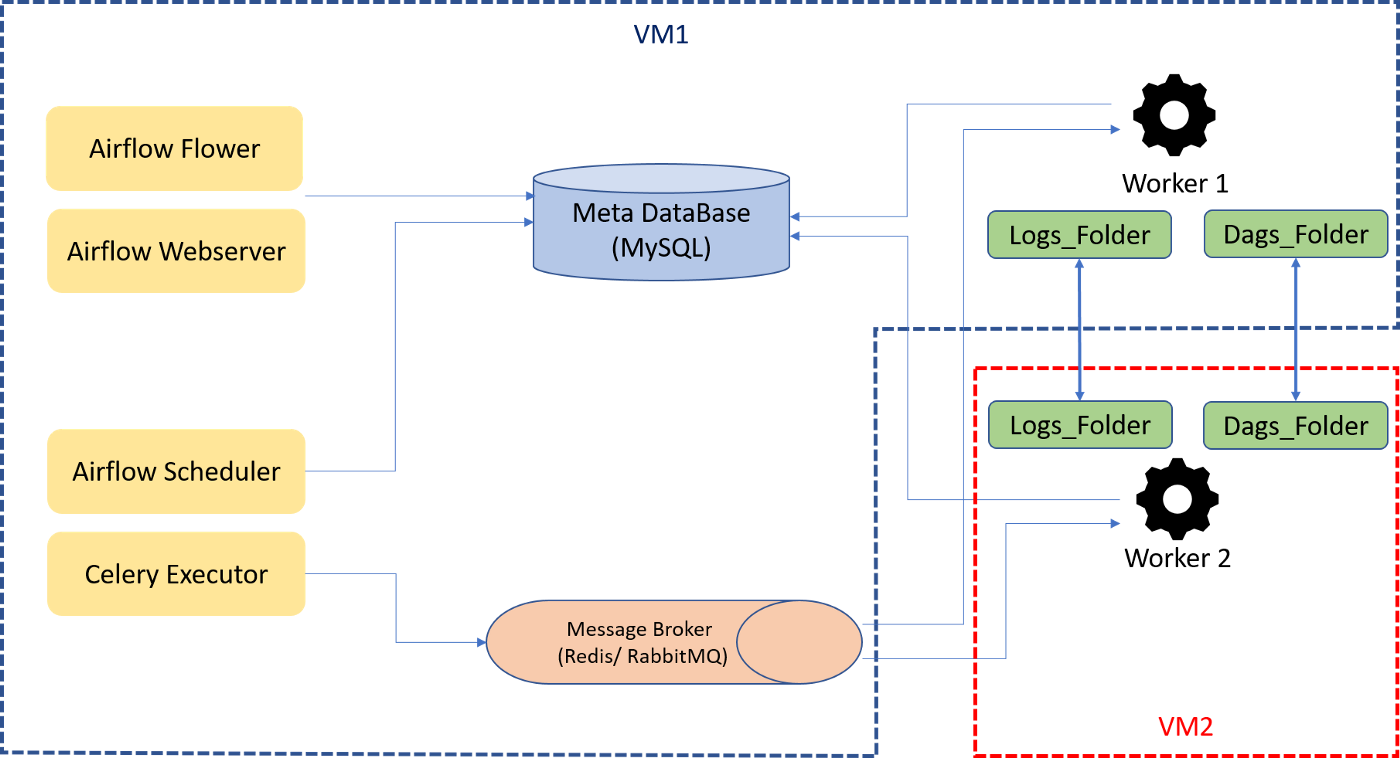 VM1
Airflow Flower
Airflow Webserver
Meta DataBase
(MySQL)
Worker 1
Logs_Folder
Dags_Folder
Logs_Folder
Dags_Folder
Worker 2
Airflow Scheduler
Celery Executor
Message Broker
(Redis/ RabbitMQ)
VM2